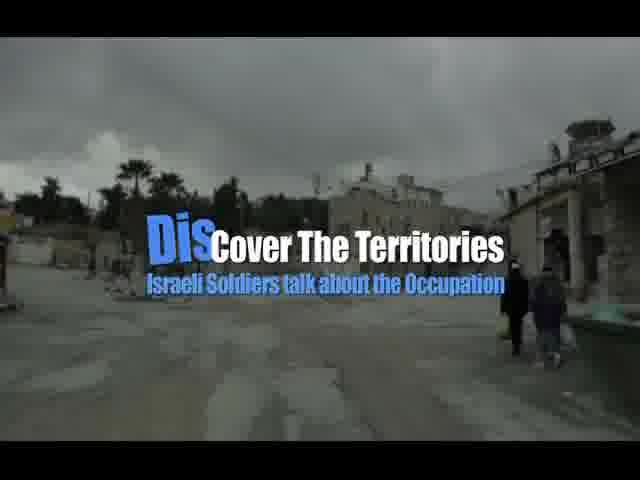 DisCover The Territories
Israeli Soldiers talk about the Occupation